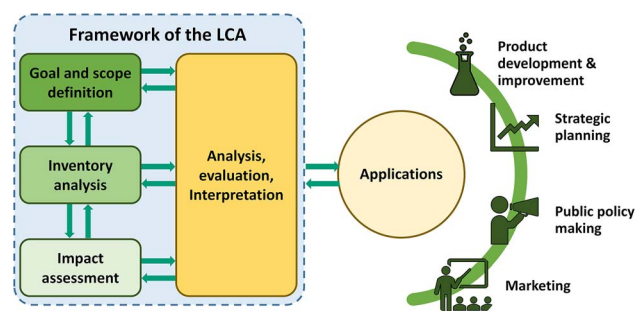 Framework of the LCA
Goal and scope
definition
Inventory
analysis
Impact
assessment
Analysis,
evaluation,
Interpretation
Applications
Product
development &
improvement
Strategic
planning
Public policy
making
Marketing